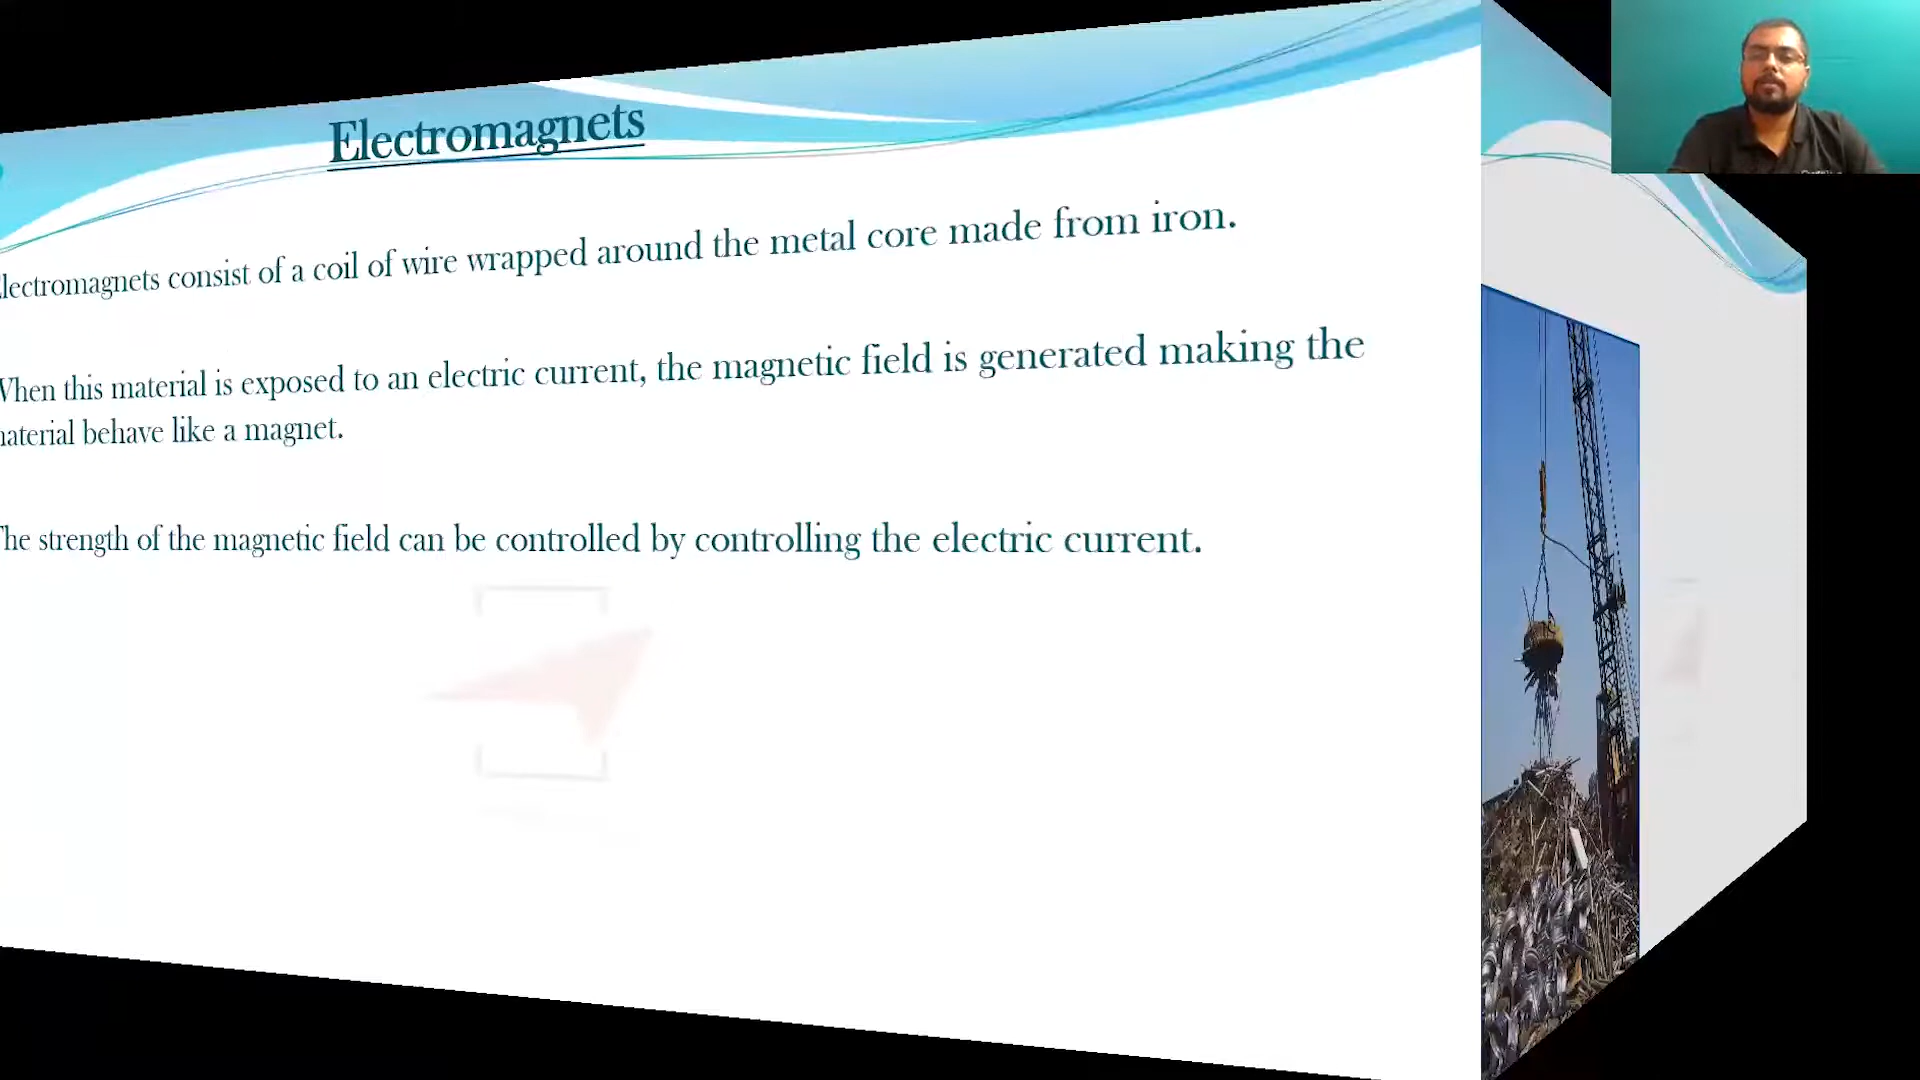 Electromagnets
lectromagnets consist of a coil of wire wrapped around the metal core made from iron.
When this material is exposed to an electric current, the magnetic field is generated making the
aterial behave like a magnet.
The strength of the magnetic field can be controlled by controlling the electric current.